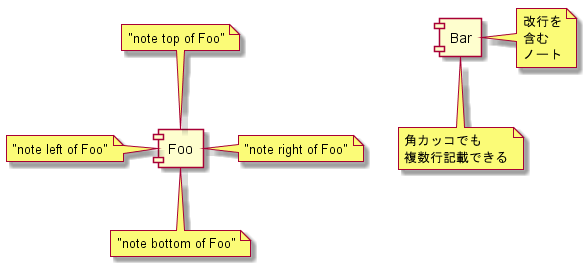 "note top of Foo"
"note left of Foo"
Foo
"note right of Foo"
"note bottom of Foo"
Bar
改行を
含む
ノート
角カッコでも
複数行記載できる